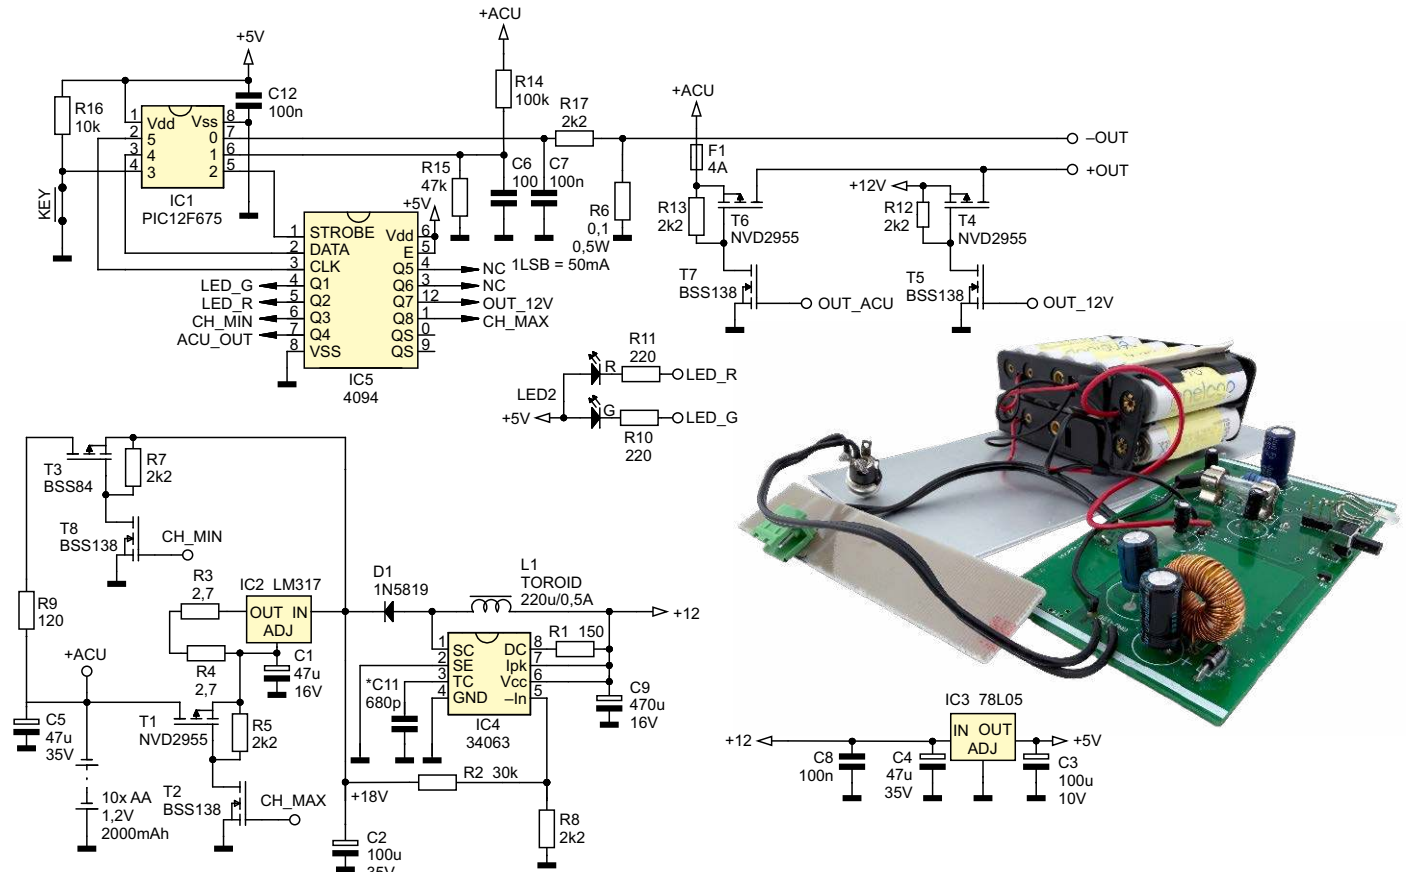 +ACU
+5V
R14
100k
C12
100n
R16
10k
1 Vdd Vss 8
2 5 0 7
3 4 1 6
4 3 2 5
IC1
PIC12F675
KEY
R17
2k2
+ACU
–OUT
F1
4A
+OUT
R15
47k
C6
100
C7
100n
+5V
R6
0,1
0,5W
1LSB = 50mA
R13
2k2
T6
NVD2955
+12V
R12
2k2
T4
NVD2955
T7
BSS138
OUT_ACU
T5
BSS138
OUT_12V
1 STROBE Vdd 6
2 DATA E 5
3 CLK Q5 4 NC
LED_G 4 Q1 Q6 3 NC
LED_R 5 Q2 Q7 12 OUT_12V
CH_MIN 6 Q3 Q8 1 CH_MAX
ACU_OUT 7 Q4 QS 0
8 VSS QS 9
IC5
4094
R11
220
R LED_R
LED2
+5V
G LED_G
R10
220
T3
BSS84
R7
2k2
T8
BSS138
CH_MIN
R9
120
R3
2,7
IC2 LM317
OUT IN
ADJ
R4
2,7
C1
47u
16V
+ACU
C5
47u
35V
T1
NVD2955
R5
2k2
T2
BSS138
CH_MAX
10x AA
1,2V
2000mAh
D1
1N5819
L1
TOROID
220u/0,5A
+12
1 SC DC 8
R1 150
2 SE Ipk 7
3 TC Vcc 6
4 GND –In 5
IC4
34063
*C11
680p
C9
470u
16V
R2 30k
+18V
R8
2k2
C2
100u
35V
IC3 78L05
IN OUT
ADJ
+12
+5V
C8
100n
C4
47u
35V
C3
100u
10V